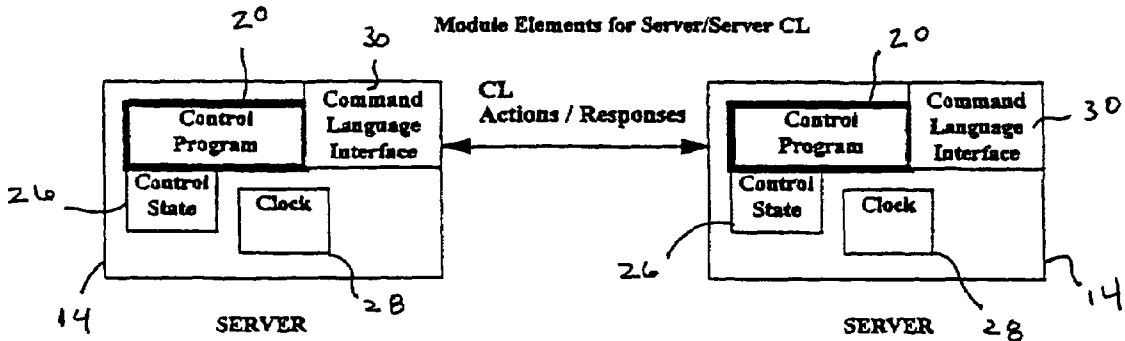 Module Elements for Server/Server CL
20
30
Control
Program
Command
Language
Interface
Control
State
Clock
26
14
28
SERVER
CL
Actions / Responses
20
Control
Program
Command
Language
Interface
30
Control
State
Clock
26
28
14
SERVER